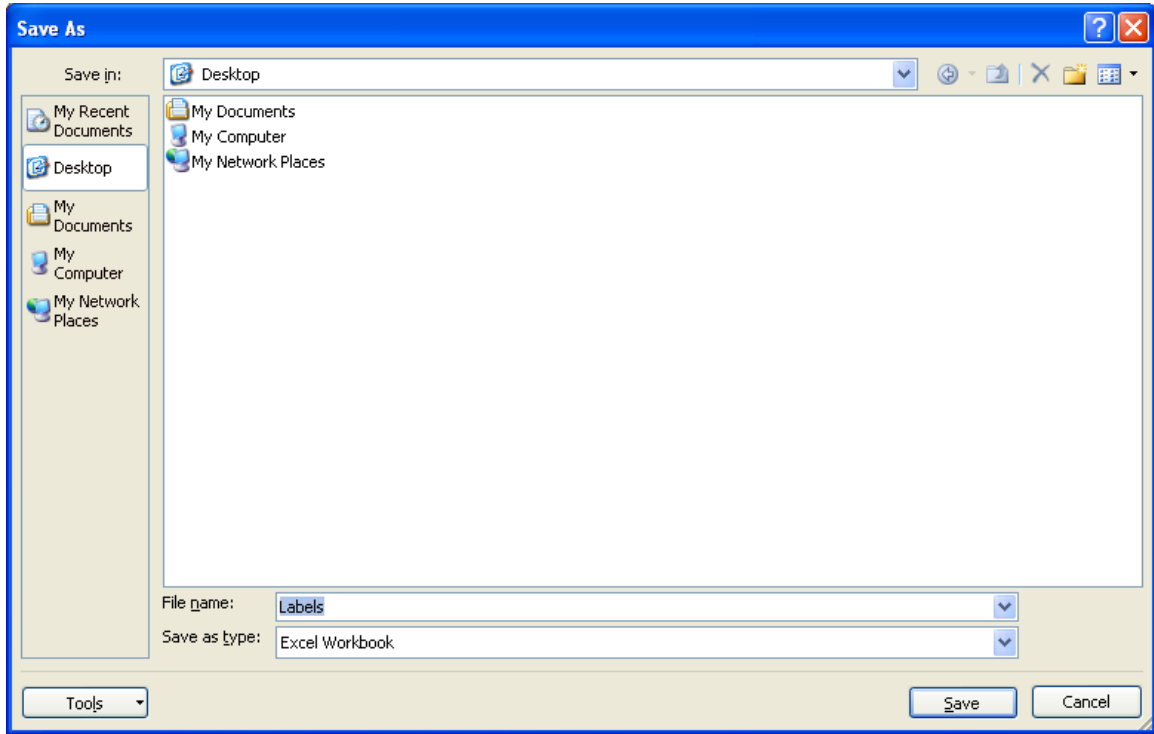 Save As
Save in:
Desktop
My Recent
Documents
Desktop
My
Documents
My
Computer
My Network
Places
My Documents
My Computer
My Network Places
File name:
Labels
Save as type:
Excel Workbook
Tools
Save
Cancel